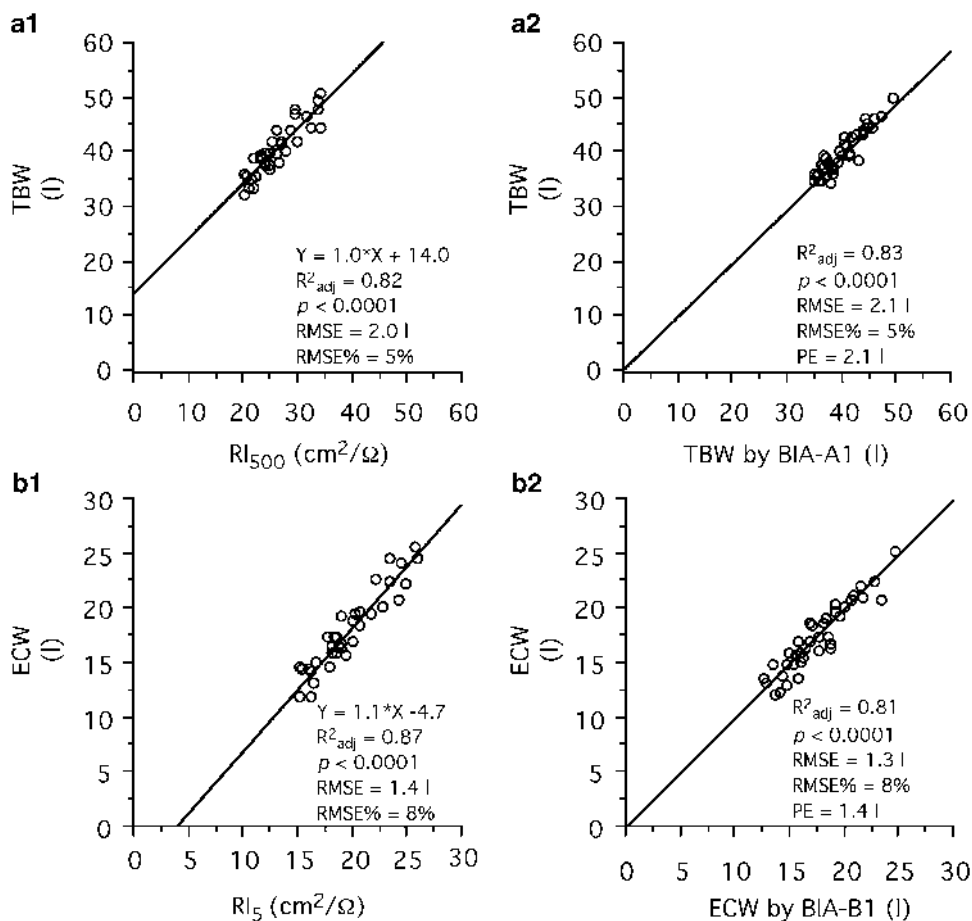 a1
60
50
40
30
20
10
0
TBW
(l)
Y = 1.0*X + 14.0
R²adj = 0.82
p < 0.0001
RMSE = 2.0 l
RMSE% = 5%
0 10 20 30 40 50 60
RI500 (cm²/Ω)
a2
60
50
40
30
20
10
0
TBW
(l)
R²adj = 0.83
p < 0.0001
RMSE = 2.1 l
RMSE% = 5%
PE = 2.1 l
0 10 20 30 40 50 60
TBW by BIA-A1 (l)
b1
30
25
20
15
10
5
0
ECW
(l)
Y = 1.1*X -4.7
R²adj = 0.87
p < 0.0001
RMSE = 1.4 l
RMSE% = 8%
0 5 10 15 20 25 30
RI5 (cm²/Ω)
b2
30
25
20
15
10
5
0
ECW
(l)
R²adj = 0.81
p < 0.0001
RMSE = 1.3 l
RMSE% = 8%
PE = 1.4 l
0 5 10 15 20 25 30
ECW by BIA-B1 (l)